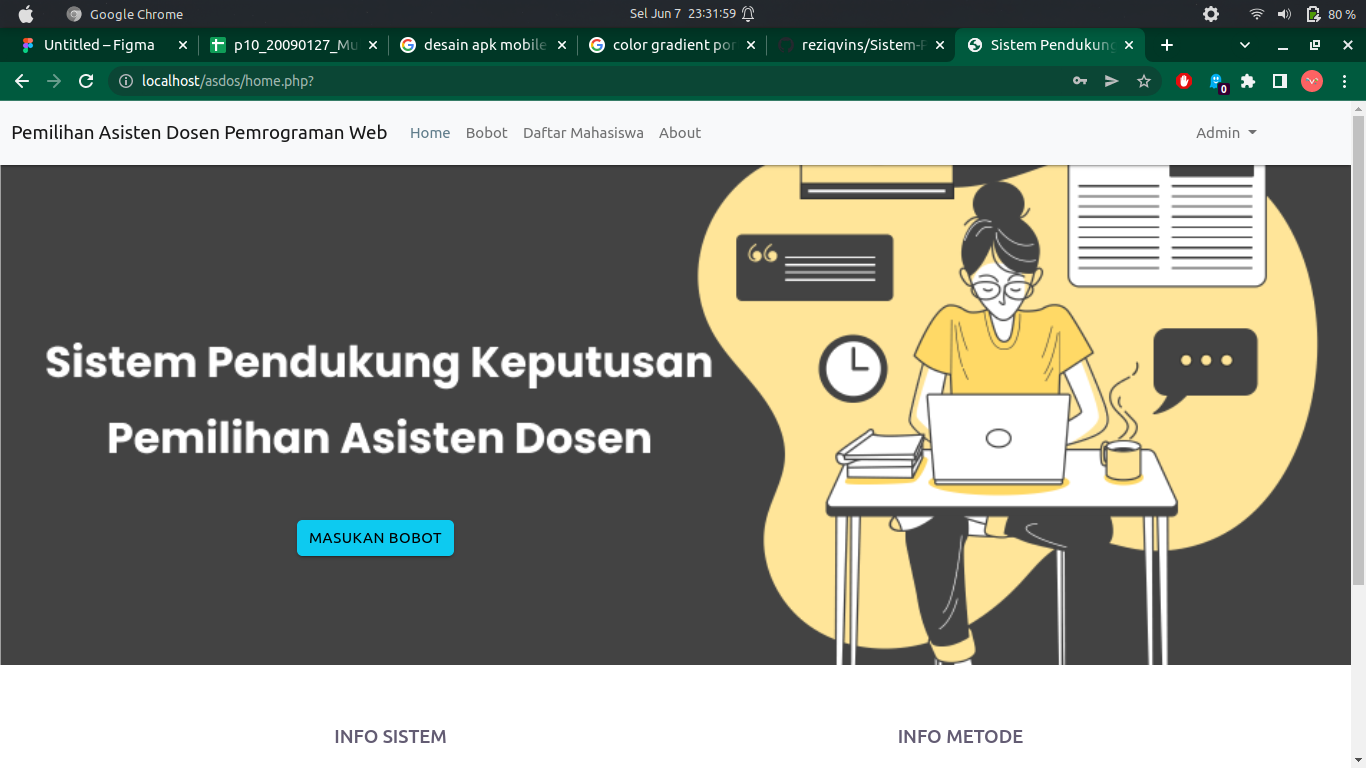 Google Chrome
Sel Jun 7 23:31:59
80 %
Untitled – Figma
p10_20090127_Mu
desain apk mobile
color gradient por
reziqvins/Sistem-P
Sistem Pendukung
localhost/asdos/home.php?
0
Pemilihan Asisten Dosen Pemrograman Web
Home
Bobot
Daftar Mahasiswa
About
Admin
Sistem Pendukung Keputusan
Pemilihan Asisten Dosen
MASUKAN BOBOT
INFO SISTEM
INFO METODE